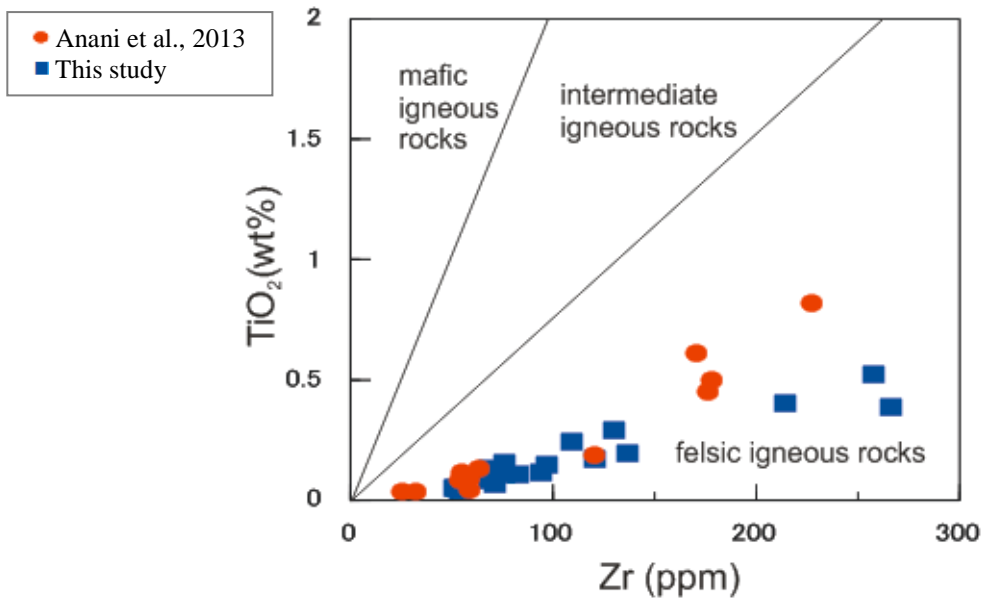 Anani et al., 2013
This study
mafic
igneous
rocks
intermediate
igneous rocks
felsic igneous rocks
TiO₂(wt%)
2
1.5
1
0.5
0
0
100
200
300
Zr (ppm)